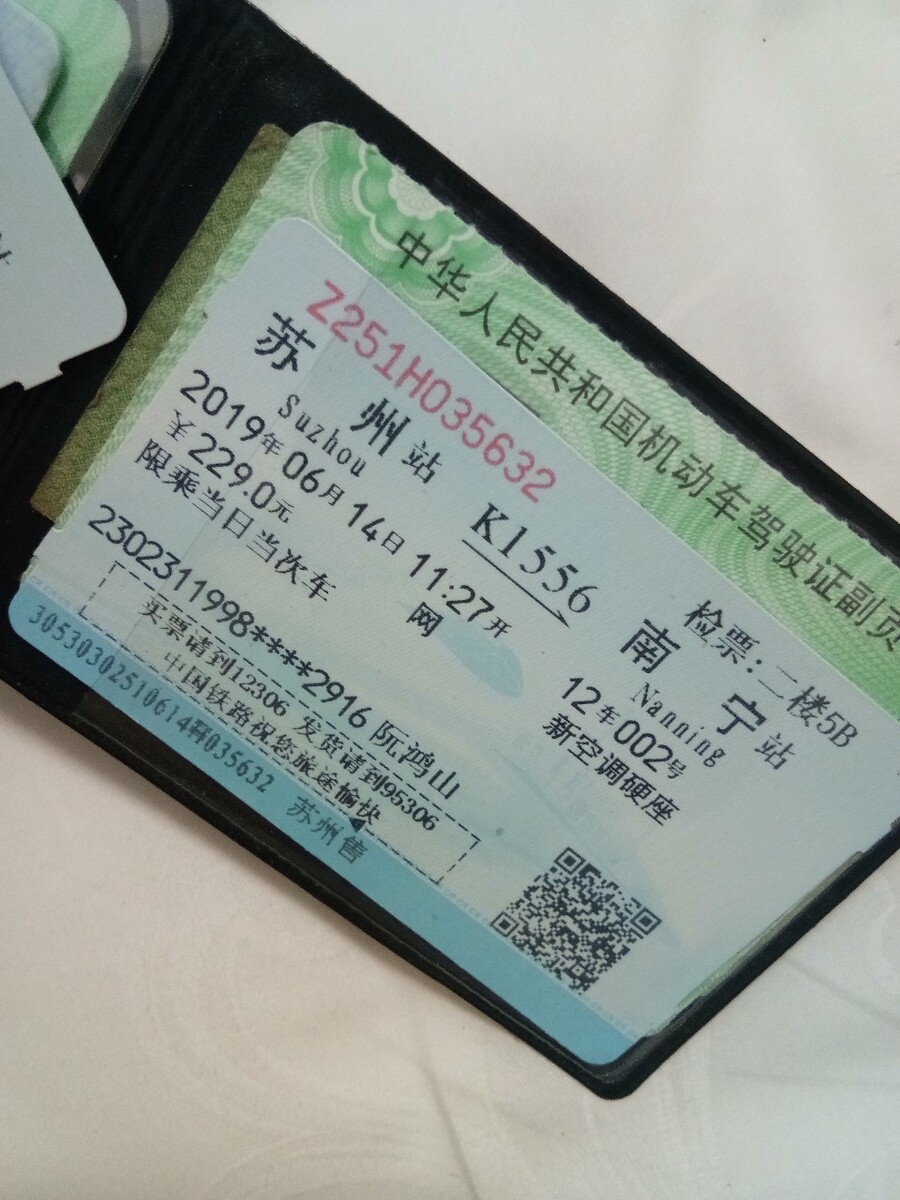 中华人民共和国机动车驾驶证副页
Z251H035632
检票:二楼5B
苏州站
K1556
南宁站
Suzhou
Nanning
2019年06月14日11:27开
12车002号
¥229.0元
网
新空调硬座
限乘当日当次车
2302311998****2916 阮鸿山
买票请到12306 发货请到95306
中国铁路祝您旅途愉快
苏州售